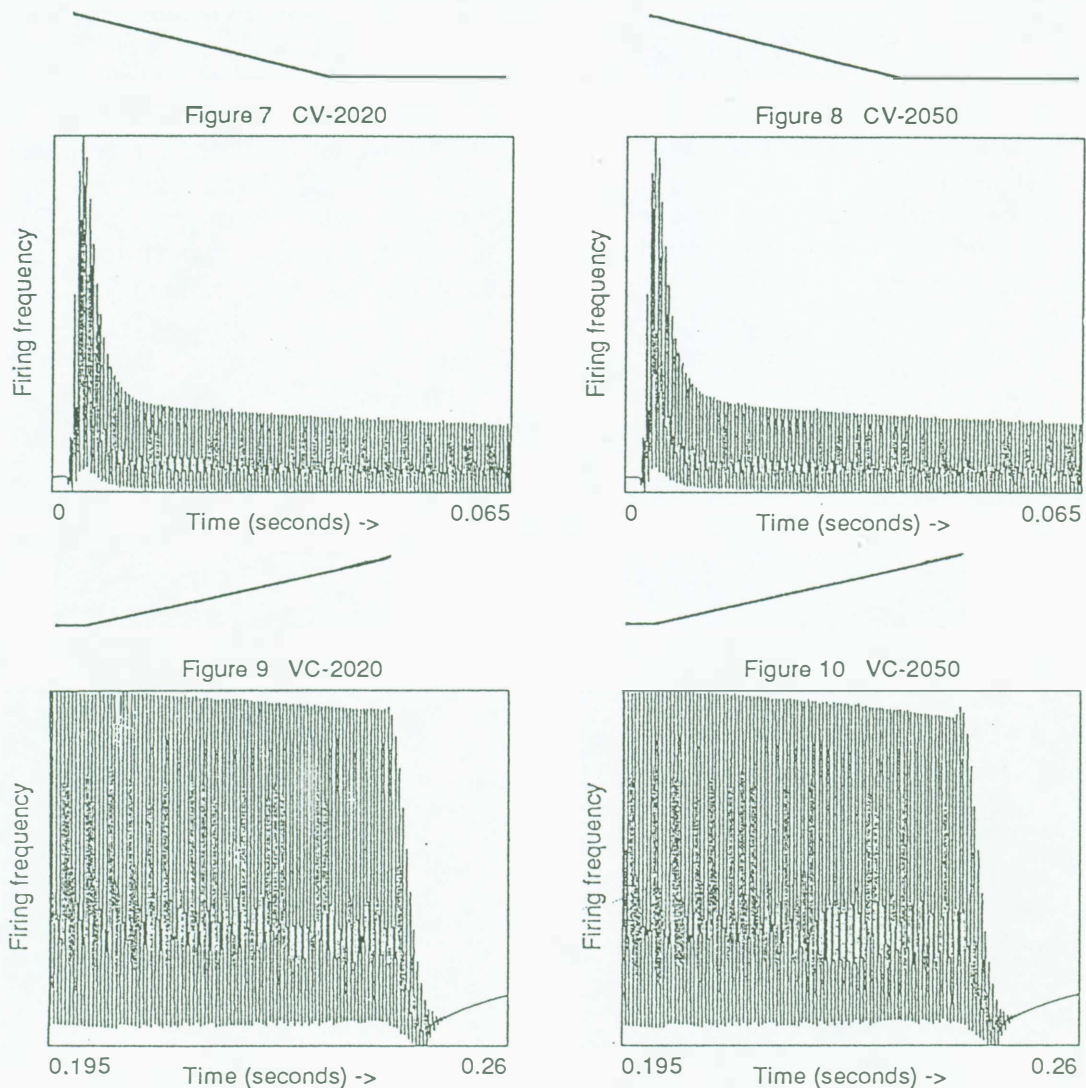 Figure 7 CV-2020
Figure 8 CV-2050
Firing frequency
Firing frequency
0
Time (seconds) ->
0.065
0
Time (seconds) ->
0.065
Figure 9 VC-2020
Figure 10 VC-2050
Firing frequency
Firing frequency
0.195
Time (seconds) ->
0.26
0.195
Time (seconds) ->
0.26